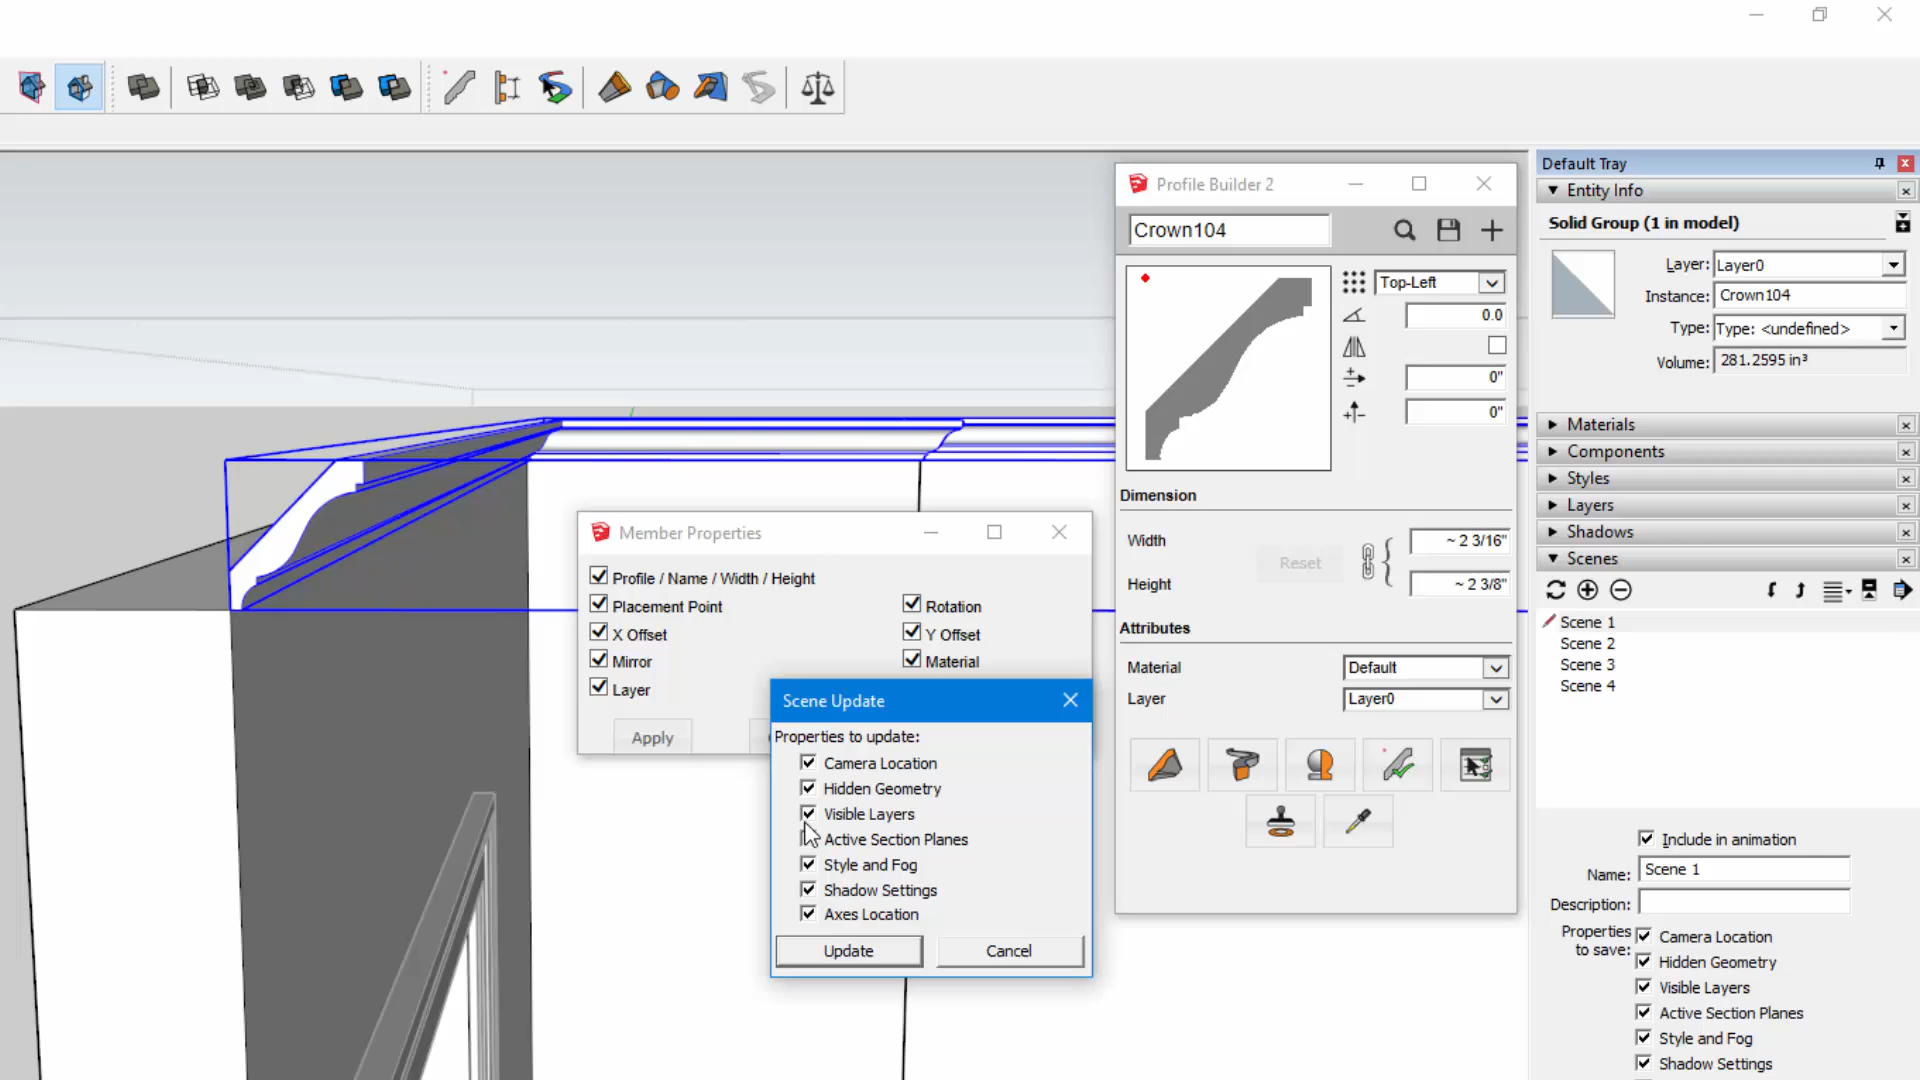 Profile Builder 2
Crown104
Top-Left
0.0
0"
0"
Dimension
Width
~ 2 3/16"
Reset
Height
~ 2 3/8"
Attributes
Material
Default
Layer
Layer0
Member Properties
Profile / Name / Width / Height
Placement Point
Rotation
X Offset
Y Offset
Mirror
Material
Layer
Apply
Scene Update
Properties to update:
Camera Location
Hidden Geometry
Visible Layers
Active Section Planes
Style and Fog
Shadow Settings
Axes Location
Update
Cancel
Default Tray
Entity Info
Solid Group (1 in model)
Layer:
Layer0
Instance:
Crown104
Type:
Type: <undefined>
Volume:
281.2595 in³
Materials
Components
Styles
Layers
Shadows
Scenes
Scene 1
Scene 2
Scene 3
Scene 4
Include in animation
Name:
Scene 1
Description:
Properties
to save:
Camera Location
Hidden Geometry
Visible Layers
Active Section Planes
Style and Fog
Shadow Settings